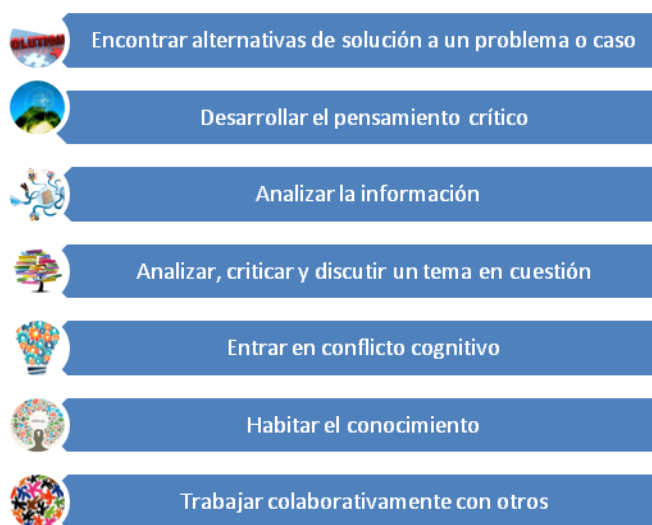 OLUTION
Encontrar alternativas de solución a un problema o caso
Desarrollar el pensamiento crítico
Analizar la información
Analizar, criticar y discutir un tema en cuestión
Entrar en conflicto cognitivo
Habitar el conocimiento
Trabajar colaborativamente con otros